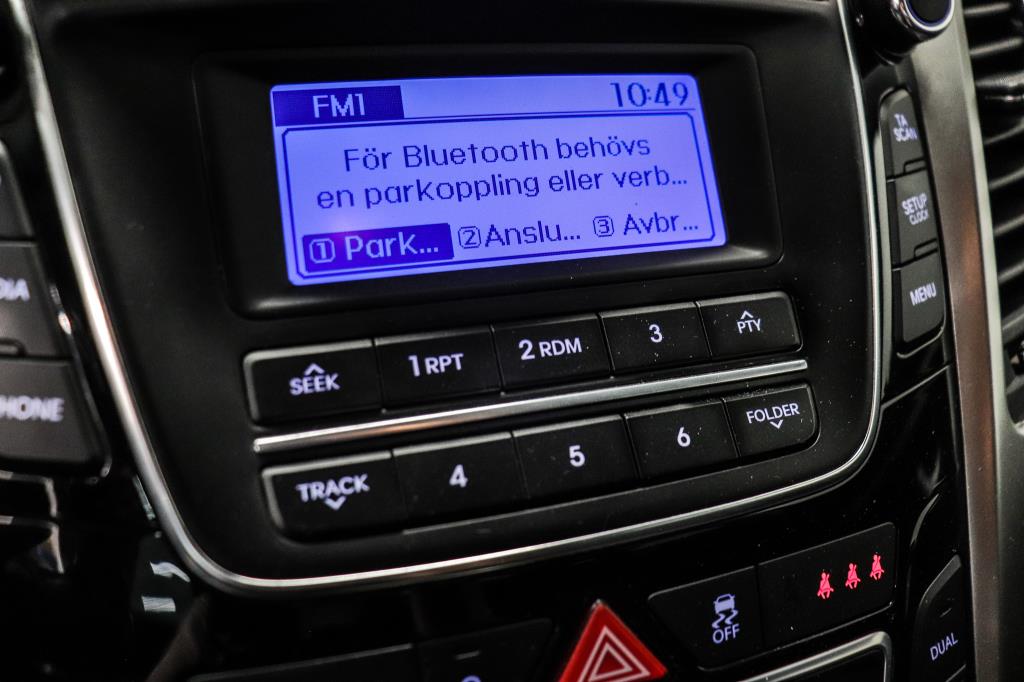 FM1 10:49
För Bluetooth behövs
en parkoppling eller verb...
1 Park... 2 Anslu... 3 Avbr...
TA
SCAN
SETUP
CLOCK
MENU
SEEK 1 RPT 2 RDM 3 PTY
TRACK 4 5 6 FOLDER
OFF
DUAL